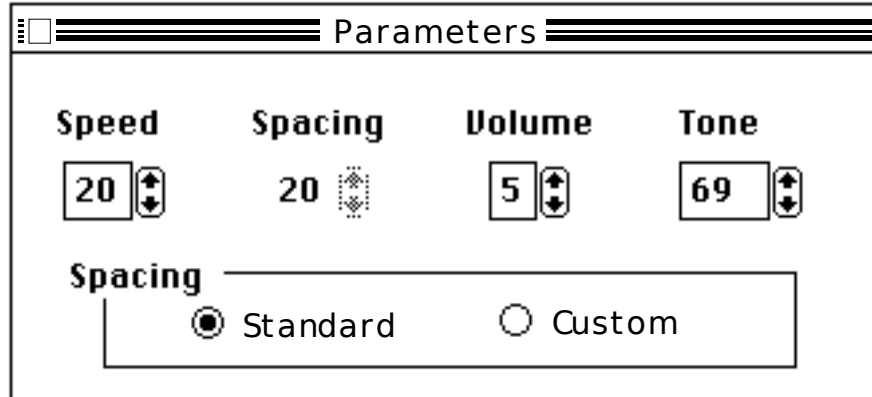 Parameters
Speed Spacing Volume Tone
20 20 5 69
Spacing
Standard Custom